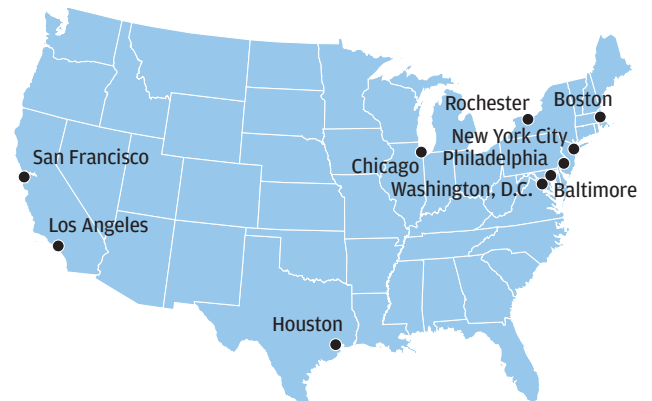 Rochester
Boston
New York City
San Francisco
Chicago
Philadelphia
Washington, D.C.
Baltimore
Los Angeles
Houston